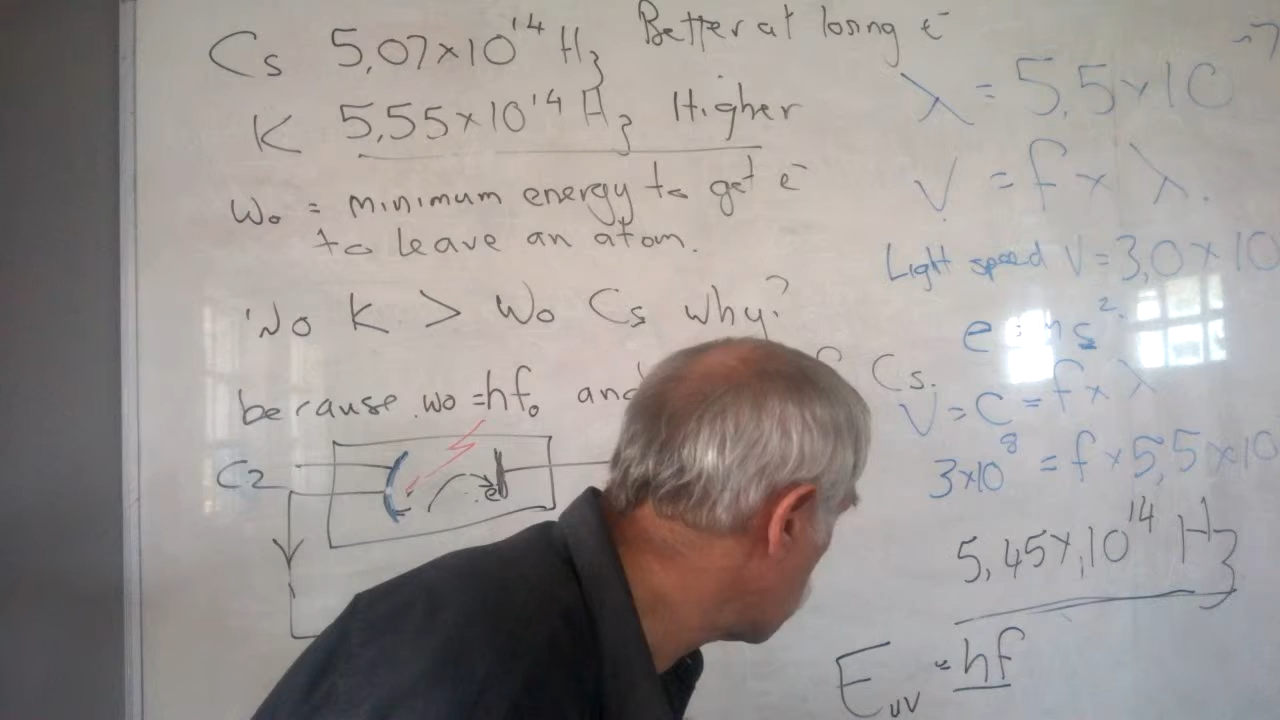 Cs 5,07×10¹⁴ Hz Better at losing e⁻
K 5,55×10¹⁴ Hz Higher
W₀ = minimum energy to get e⁻
to leave an atom.
W₀ K > W₀ Cs why?
because w₀ = hf₀ and
Cs.
C2
e⁻
λ = 5,5×10⁻⁷
V = f × λ.
Light speed V = 3,0×10
V = C = f × λ
3×10⁸ = f × 5,5×10
5,45×10¹⁴ Hz
E uv = hf